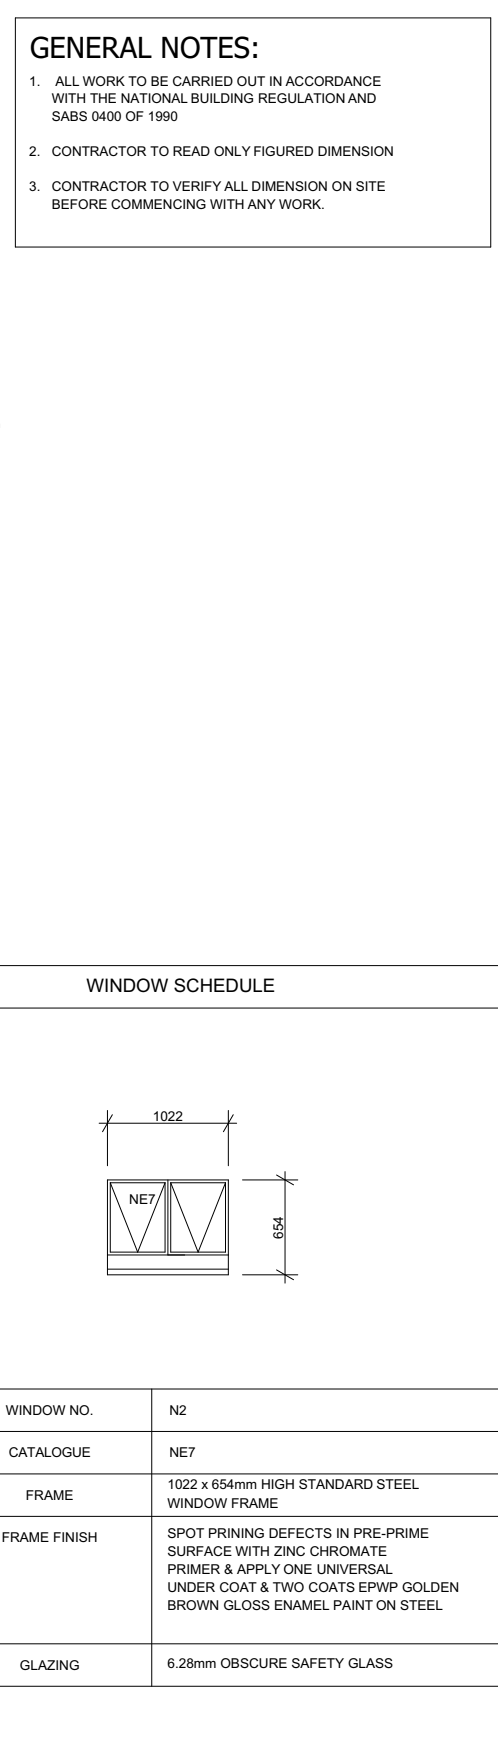 GENERAL NOTES:
1. ALL WORK TO BE CARRIED OUT IN ACCORDANCE
WITH THE NATIONAL BUILDING REGULATION AND
SABS 0400 OF 1990
2. CONTRACTOR TO READ ONLY FIGURED DIMENSION
3. CONTRACTOR TO VERIFY ALL DIMENSION ON SITE
BEFORE COMMENCING WITH ANY WORK.
WINDOW SCHEDULE
1022
NE7
654
WINDOW NO. N2
CATALOGUE NE7
FRAME 1022 x 654mm HIGH STANDARD STEEL
WINDOW FRAME
FRAME FINISH SPOT PRINING DEFECTS IN PRE-PRIME
SURFACE WITH ZINC CHROMATE
PRIMER & APPLY ONE UNIVERSAL
UNDER COAT & TWO COATS EPWP GOLDEN
BROWN GLOSS ENAMEL PAINT ON STEEL
GLAZING 6.28mm OBSCURE SAFETY GLASS